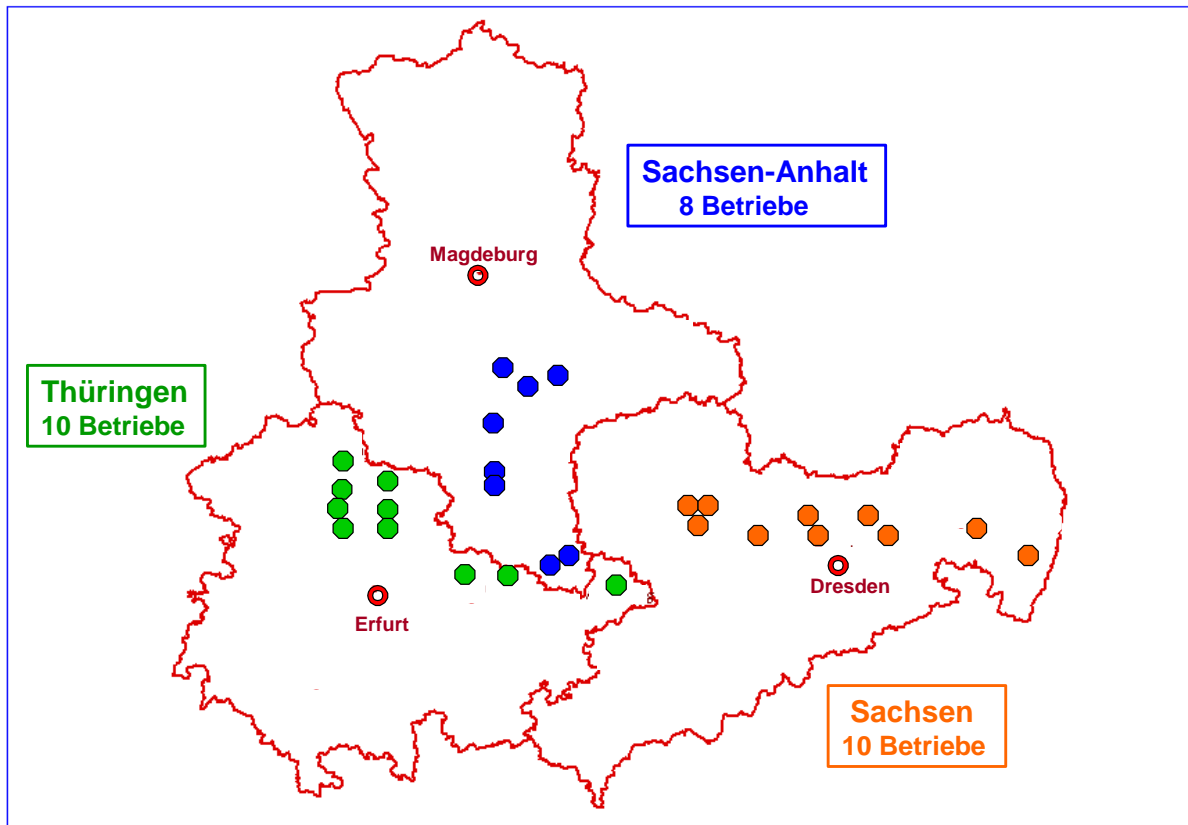 Sachsen-Anhalt
8 Betriebe
Magdeburg
Thüringen
10 Betriebe
Dresden
Erfurt
Sachsen
10 Betriebe